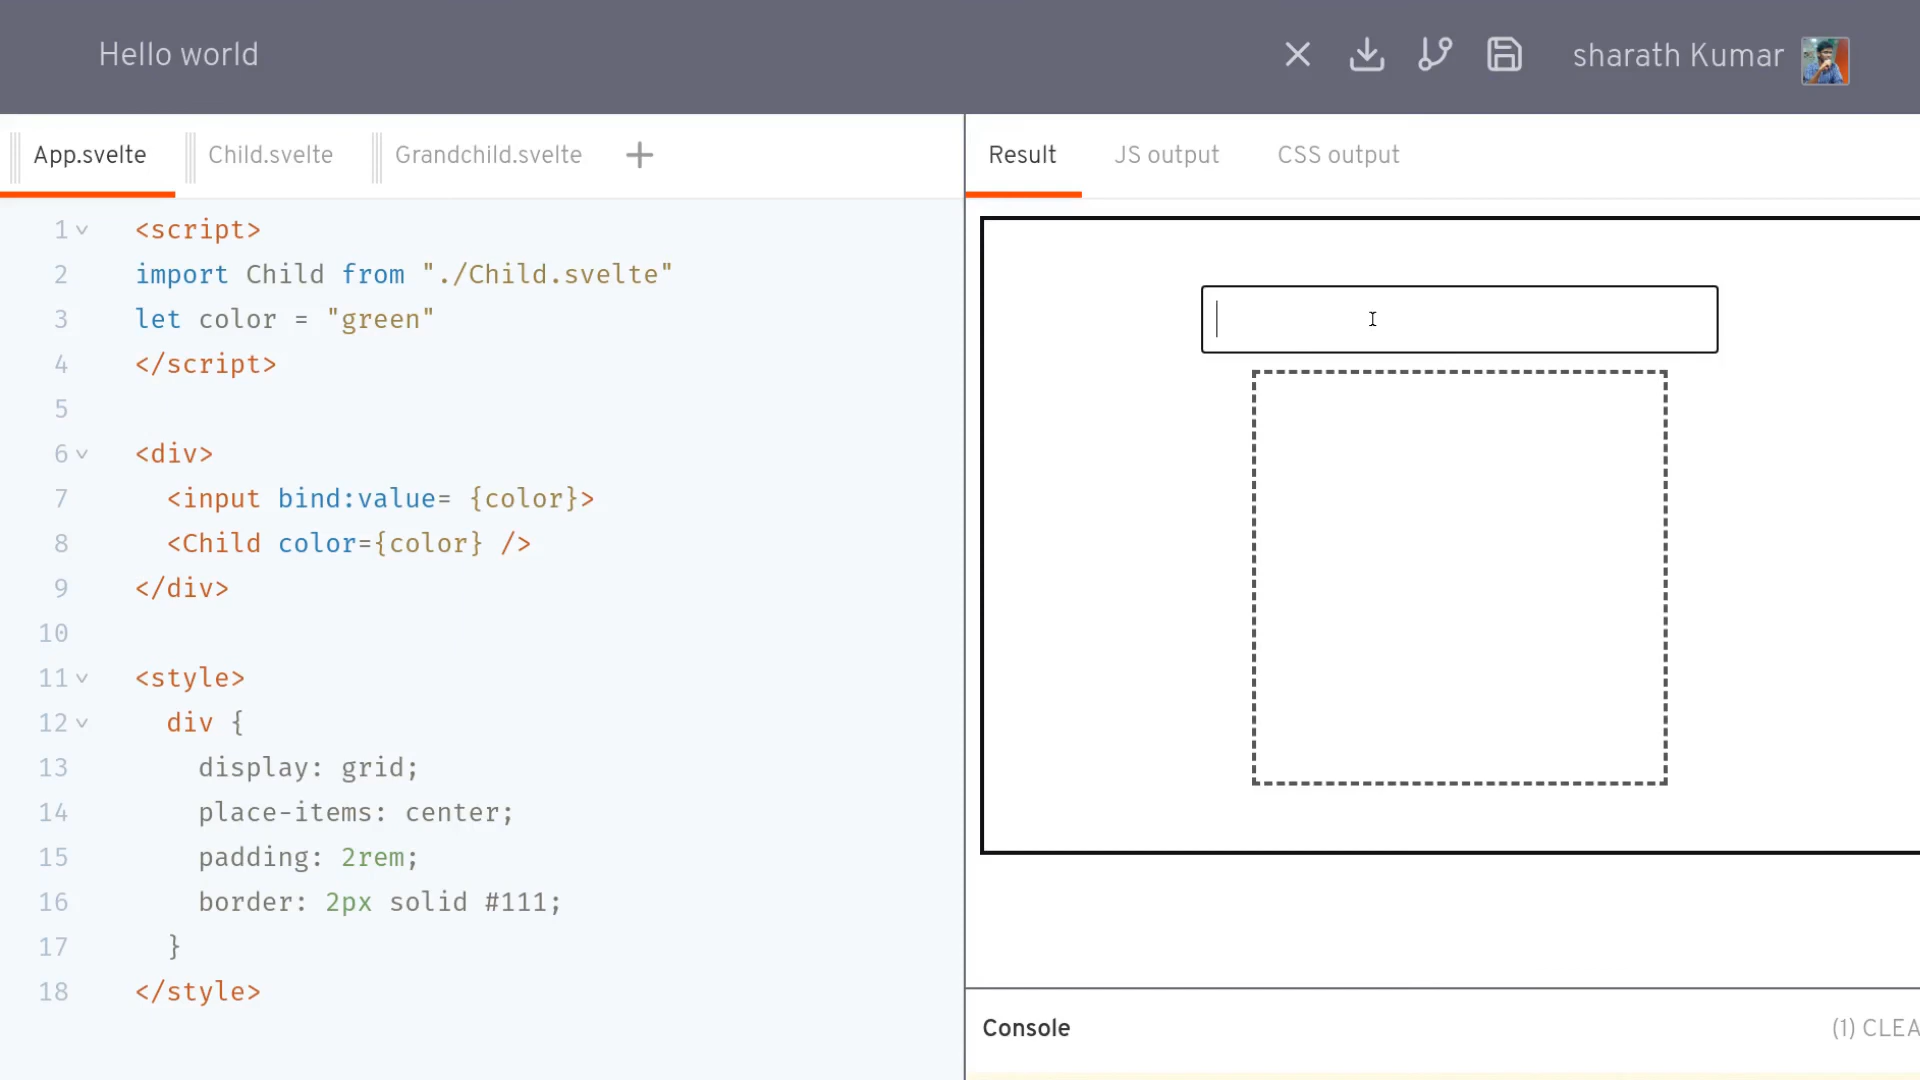 Hello world
sharath Kumar
App.svelte
Child.svelte
Grandchild.svelte
Result
JS output
CSS output
1 <script>
2 import Child from "./Child.svelte"
3 let color = "green"
4 </script>
5
6 <div>
7 <input bind:value= {color}>
8 <Child color={color} />
9 </div>
10
11 <style>
12 div {
13 display: grid;
14 place-items: center;
15 padding: 2rem;
16 border: 2px solid #111;
17 }
18 </style>
Console
(1) CLEA